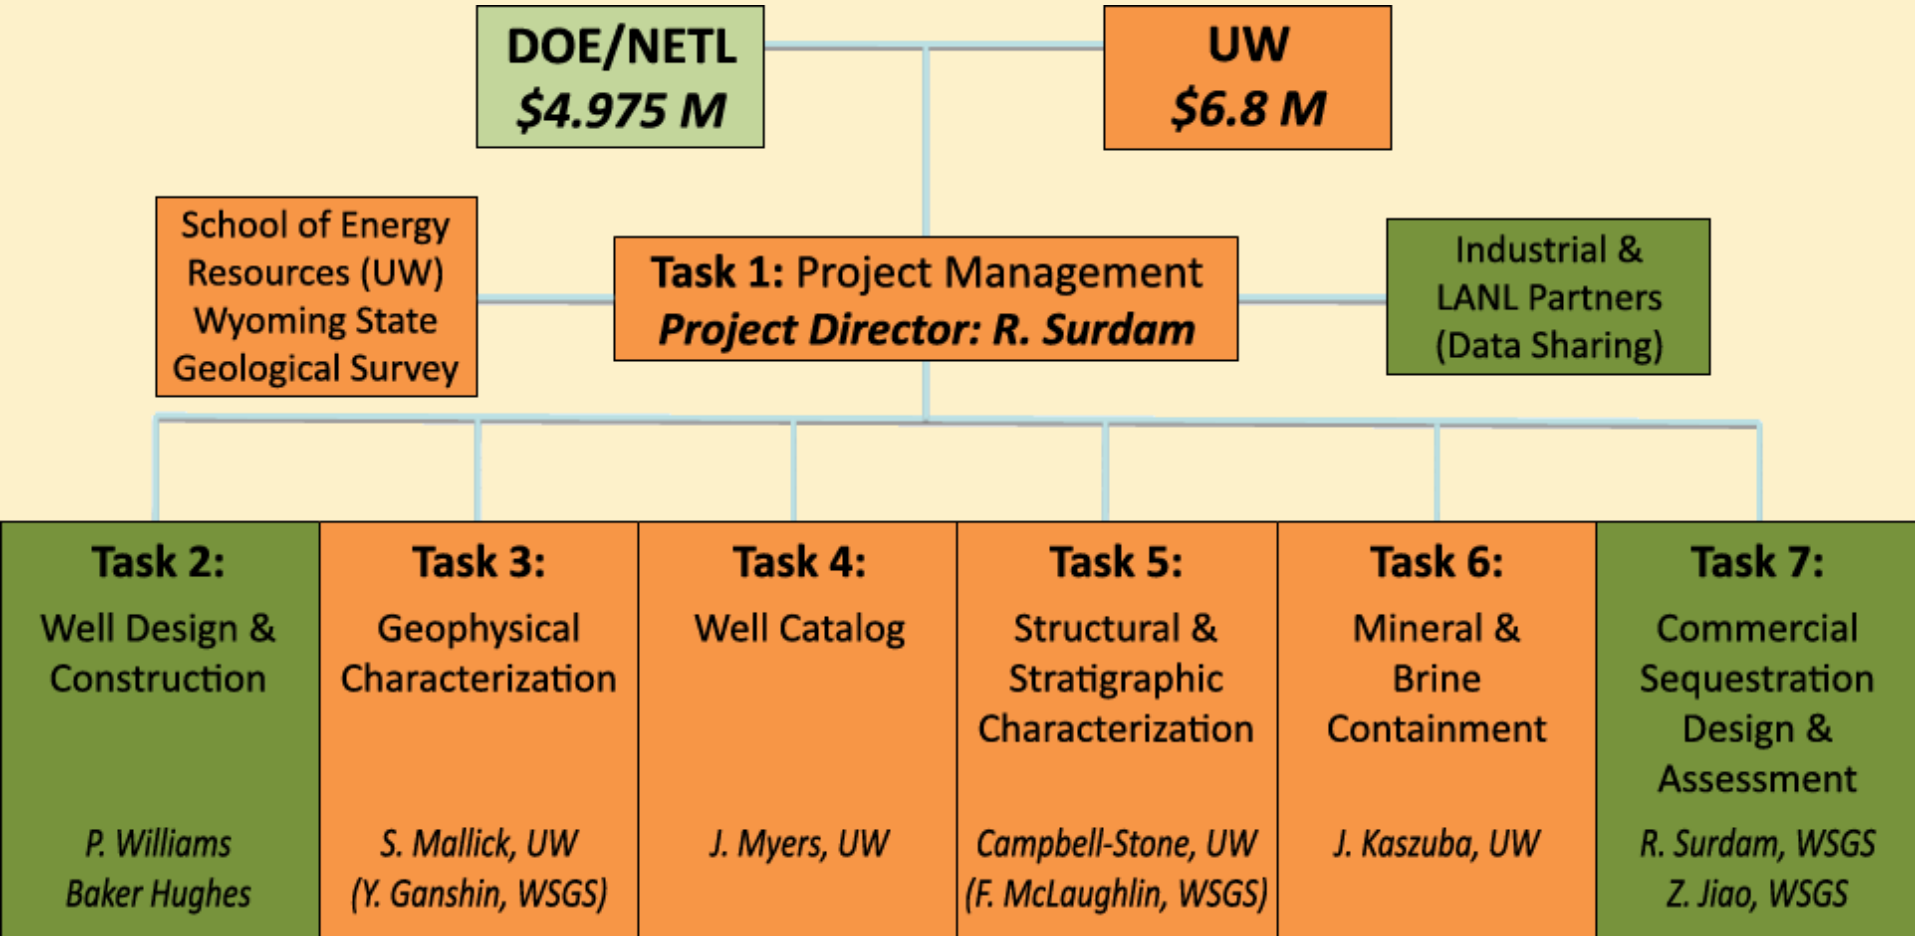 DOE/NETL
$4.975 M
UW
$6.8 M
School of Energy
Resources (UW)
Wyoming State
Geological Survey
Task 1: Project Management
Project Director: R. Surdam
Industrial &
LANL Partners
(Data Sharing)
Task 2:
Well Design &
Construction
P. Williams
Baker Hughes
Task 3:
Geophysical
Characterization
S. Mallick, UW
(Y. Ganshin, WSGS)
Task 4:
Well Catalog
J. Myers, UW
Task 5:
Structural &
Stratigraphic
Characterization
Campbell-Stone, UW
(F. McLaughlin, WSGS)
Task 6:
Mineral &
Brine
Containment
J. Kaszuba, UW
Task 7:
Commercial
Sequestration
Design &
Assessment
R. Surdam, WSGS
Z. Jiao, WSGS